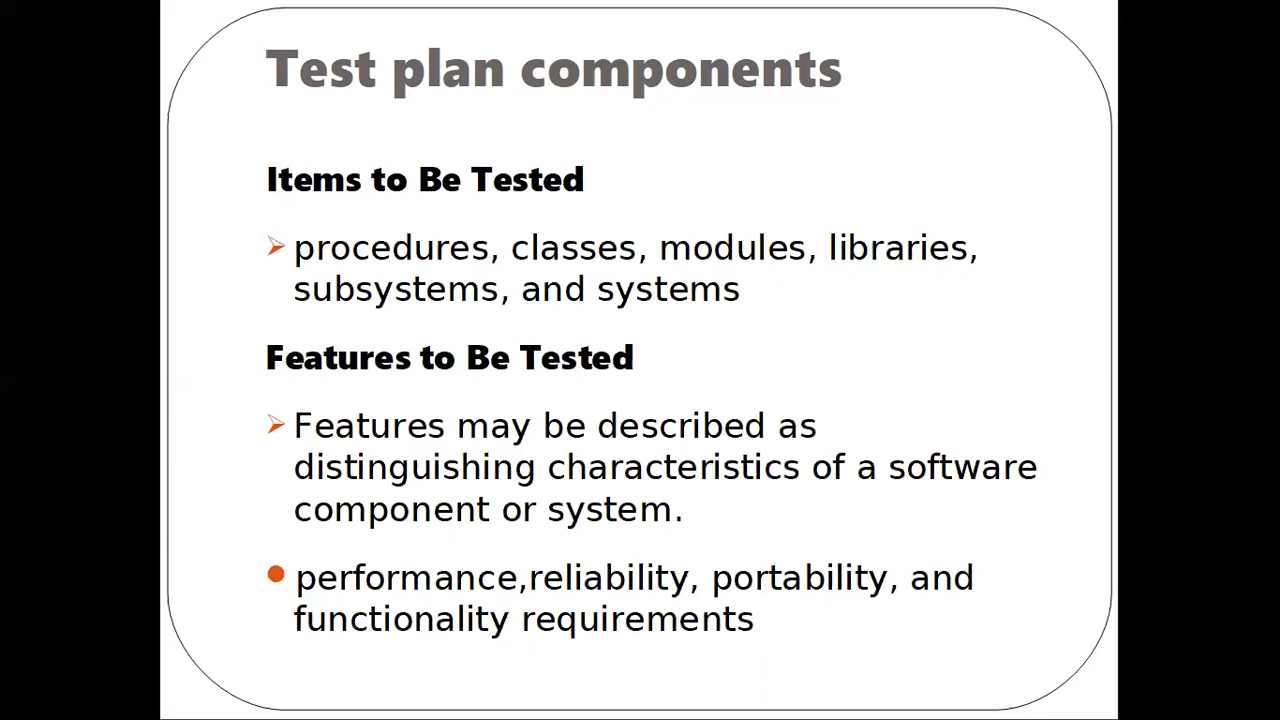 Test plan components
Items to Be Tested
procedures, classes, modules, libraries,
subsystems, and systems
Features to Be Tested
Features may be described as
distinguishing characteristics of a software
component or system.
performance,reliability, portability, and
functionality requirements